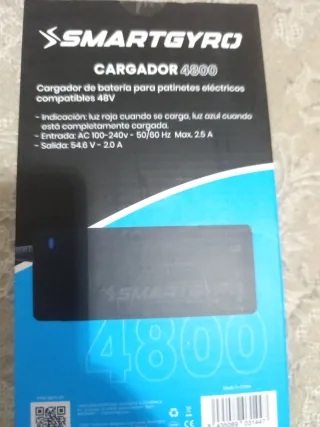 SMARTGYRO
CARGADOR 4800
Cargador de batería para patinetes eléctricos
compatibles 48V
- Indicación: luz roja cuando se carga, luz azul cuando
está completamente cargada.
- Entrada: AC 100-240v - 50/60 Hz Max. 2.5 A
- Salida: 54.6 V - 2.0 A
SMARTGYRO
4800